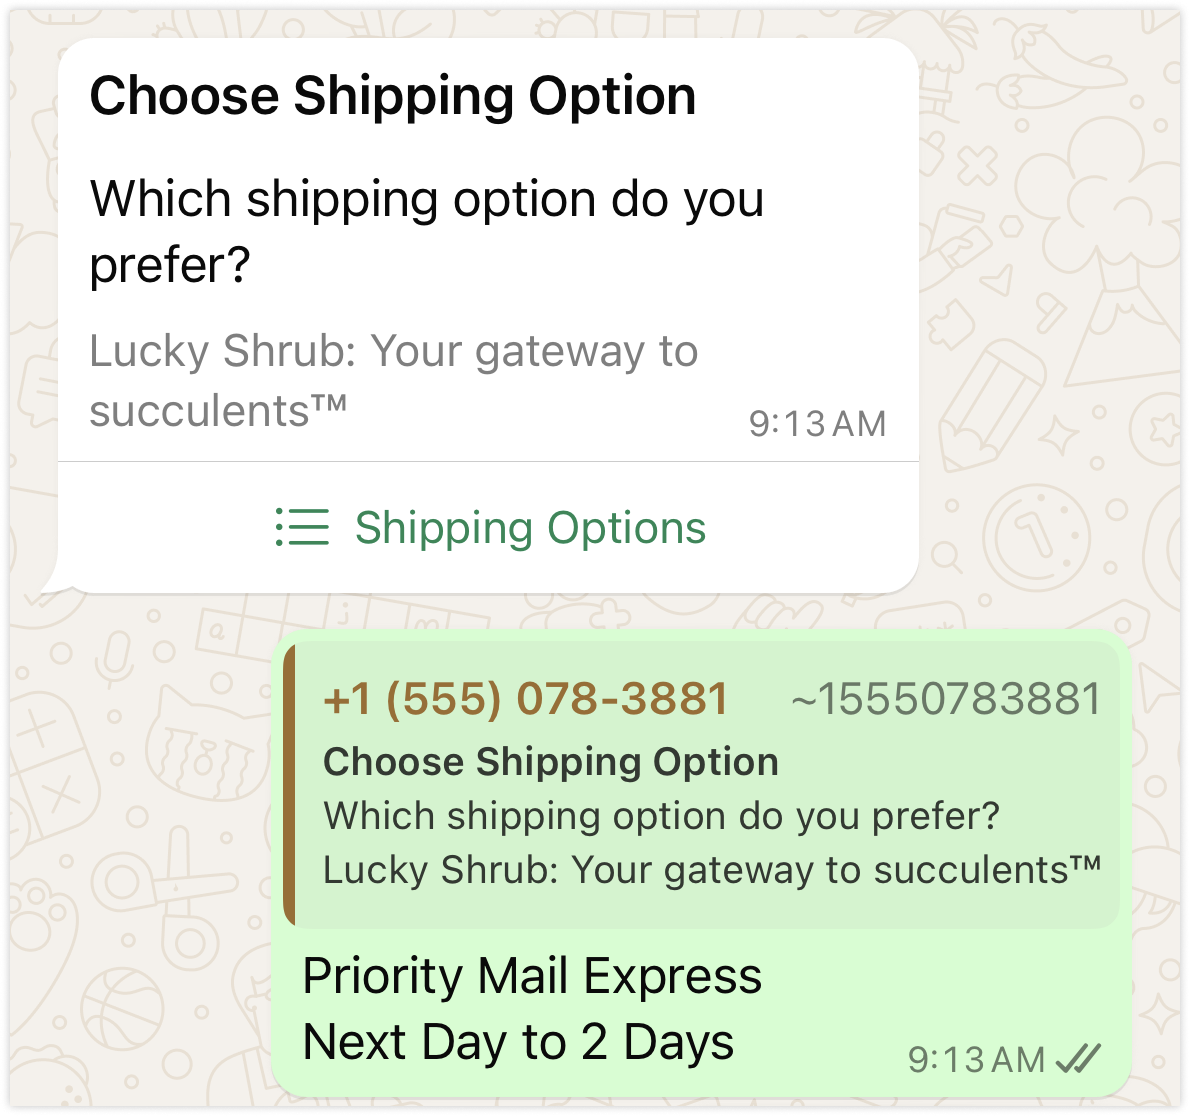 Choose Shipping Option
Which shipping option do you
prefer?
Lucky Shrub: Your gateway to
succulents™
9:13 AM
Shipping Options
+1 (555) 078-3881 ~15550783881
Choose Shipping Option
Which shipping option do you prefer?
Lucky Shrub: Your gateway to succulents™
Priority Mail Express
Next Day to 2 Days
9:13 AM